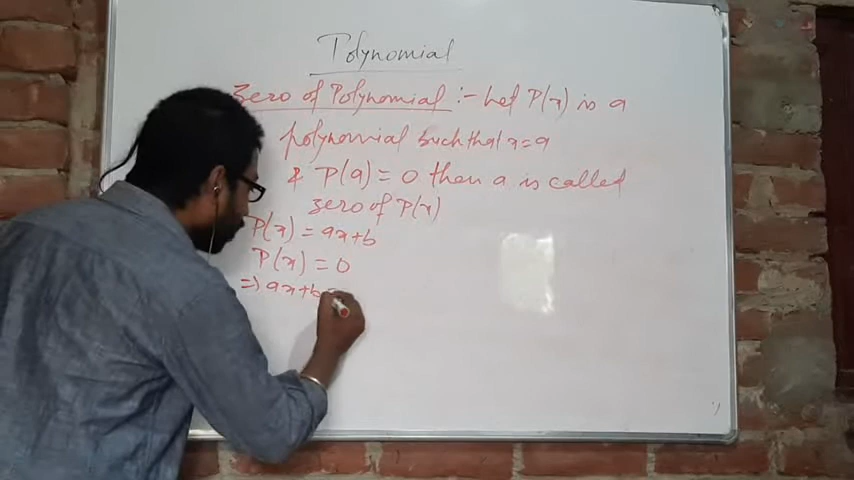 Polynomial
Zero of Polynomial :- Let P(x) is a
polynomial such that x=a
& P(a) = 0 then a is called
zero of P(x)
P(x) = ax+b
P(x) = 0
=> ax+b=